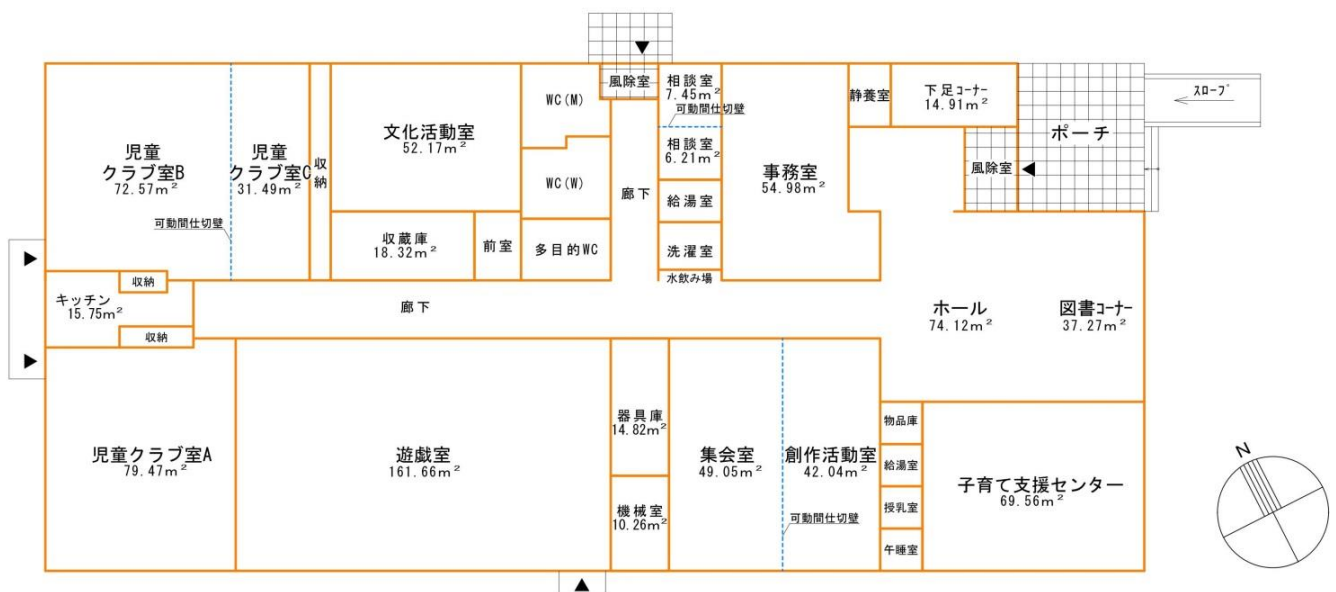 風除室
相談室
7.45m²
可動間仕切壁
相談室
6.21m²
給湯室
洗濯室
水飲み場
静養室
下足コーナー
14.91m²
スロープ
ポーチ
風除室
児童
クラブ室B
72.57m²
児童
クラブ室C
31.49m²
可動間仕切壁
収納
文化活動室
52.17m²
WC(M)
WC(W)
多目的WC
廊下
事務室
54.98m²
収蔵庫
18.32m²
前室
収納
キッチン
15.75m²
収納
廊下
ホール
74.12m²
図書コーナー
37.27m²
児童クラブ室A
79.47m²
遊戯室
161.66m²
器具庫
14.82m²
機械室
10.26m²
集会室
49.05m²
創作活動室
42.04m²
可動間仕切壁
物品庫
給湯室
授乳室
午睡室
子育て支援センター
69.56m²
N